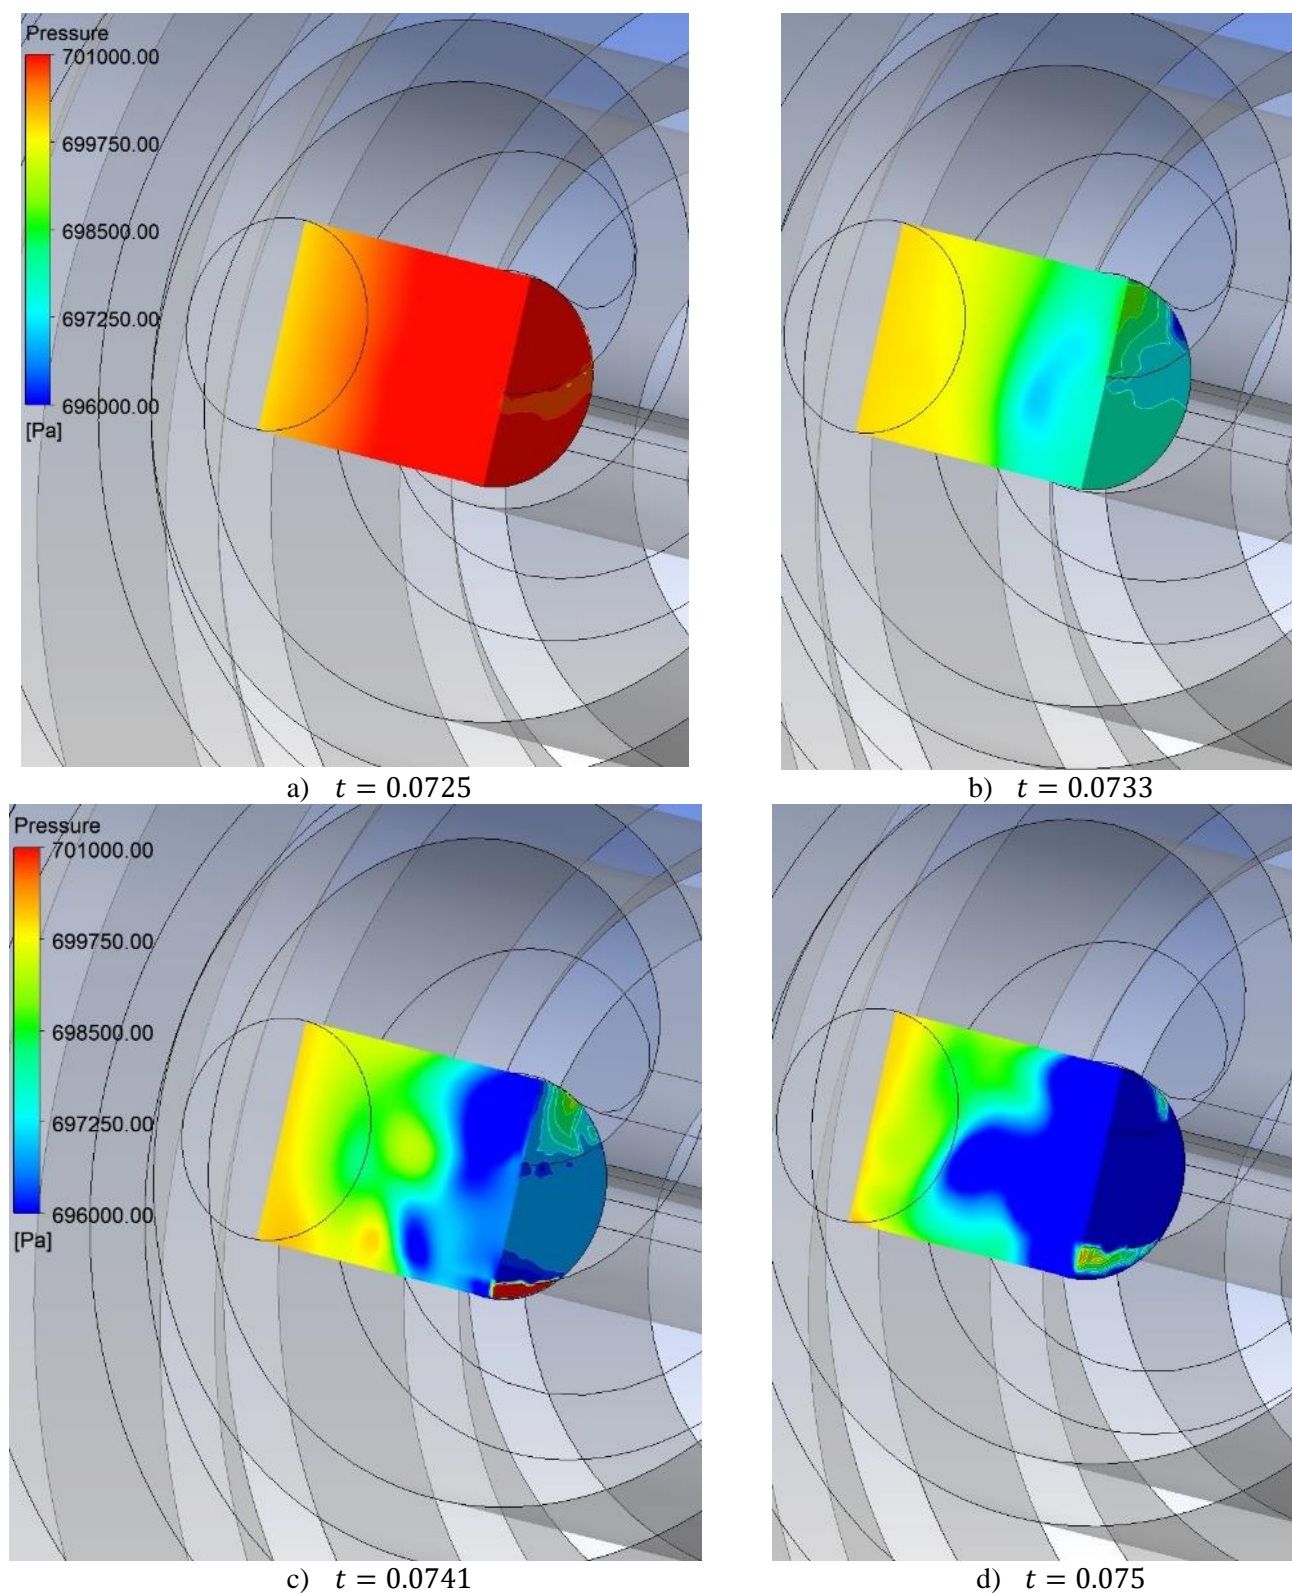 Pressure
701000.00
699750.00
698500.00
697250.00
696000.00
[Pa]
a) t = 0.0725
b) t = 0.0733
Pressure
701000.00
699750.00
698500.00
697250.00
696000.00
[Pa]
c) t = 0.0741
d) t = 0.075